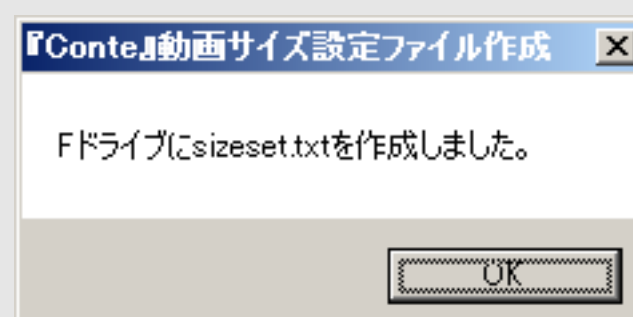 『Conte』動画サイズ設定ファイル作成
Fドライブにsizeset.txtを作成しました。
OK